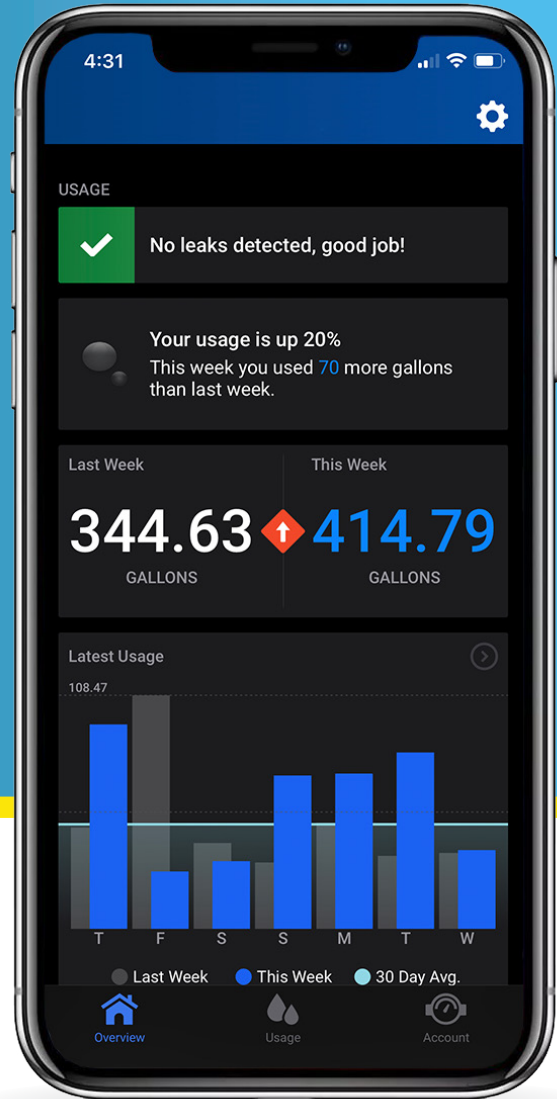 4:31
USAGE
No leaks detected, good job!
Your usage is up 20%
This week you used 70 more gallons
than last week.
Last Week This Week
344.63 414.79
GALLONS GALLONS
Latest Usage
108.47
T F S S M T W
Last Week This Week 30 Day Avg.
Overview Usage Account